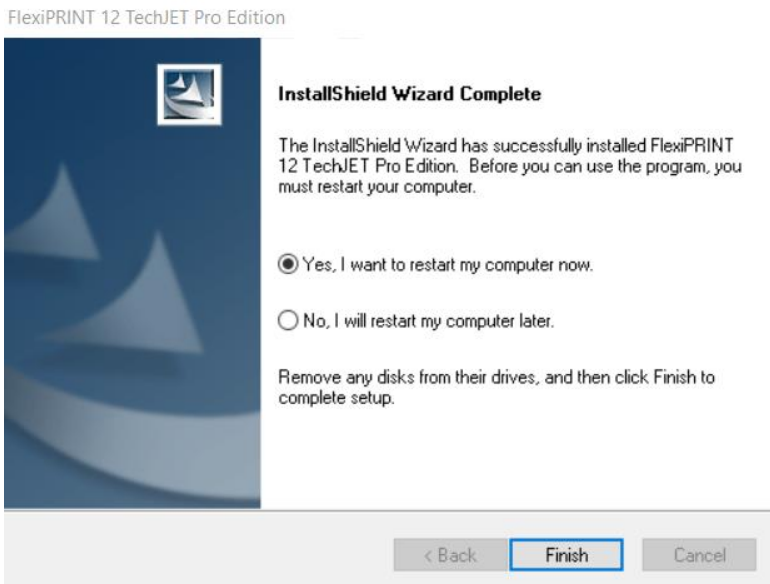 FlexiPRINT 12 TechJET Pro Edition
InstallShield Wizard Complete
The InstallShield Wizard has successfully installed FlexiPRINT
12 TechJET Pro Edition. Before you can use the program, you
must restart your computer.
Yes, I want to restart my computer now.
No, I will restart my computer later.
Remove any disks from their drives, and then click Finish to
complete setup.
< Back
Finish
Cancel